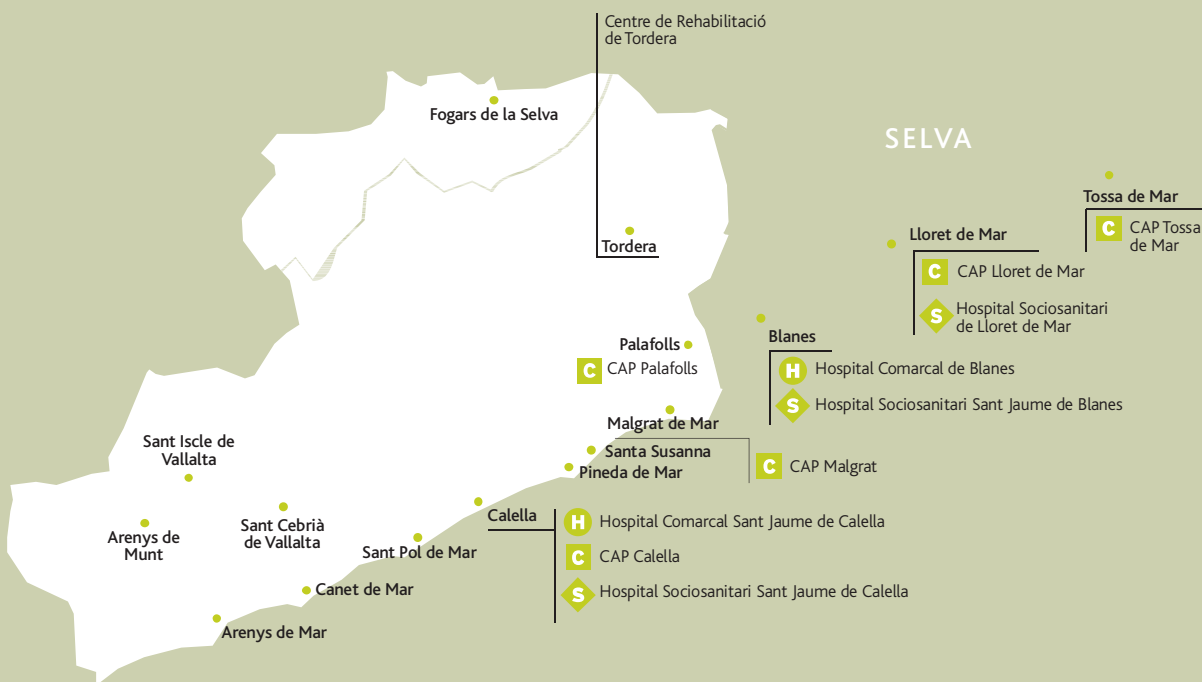 Centre de Rehabilitació
de Tordera
Fogars de la Selva
SELVA
Tossa de Mar
C CAP Tossa
de Mar
Tordera
Lloret de Mar
C CAP Lloret de Mar
S Hospital Sociosanitari
de Lloret de Mar
Palafolls
C CAP Palafolls
Blanes
H Hospital Comarcal de Blanes
S Hospital Sociosanitari Sant Jaume de Blanes
Malgrat de Mar
C CAP Malgrat
Santa Susanna
Pineda de Mar
Sant Iscle de
Vallalta
Arenys de
Munt
Sant Cebrià
de Vallalta
Sant Pol de Mar
Calella
H Hospital Comarcal Sant Jaume de Calella
C CAP Calella
S Hospital Sociosanitari Sant Jaume de Calella
Canet de Mar
Arenys de Mar